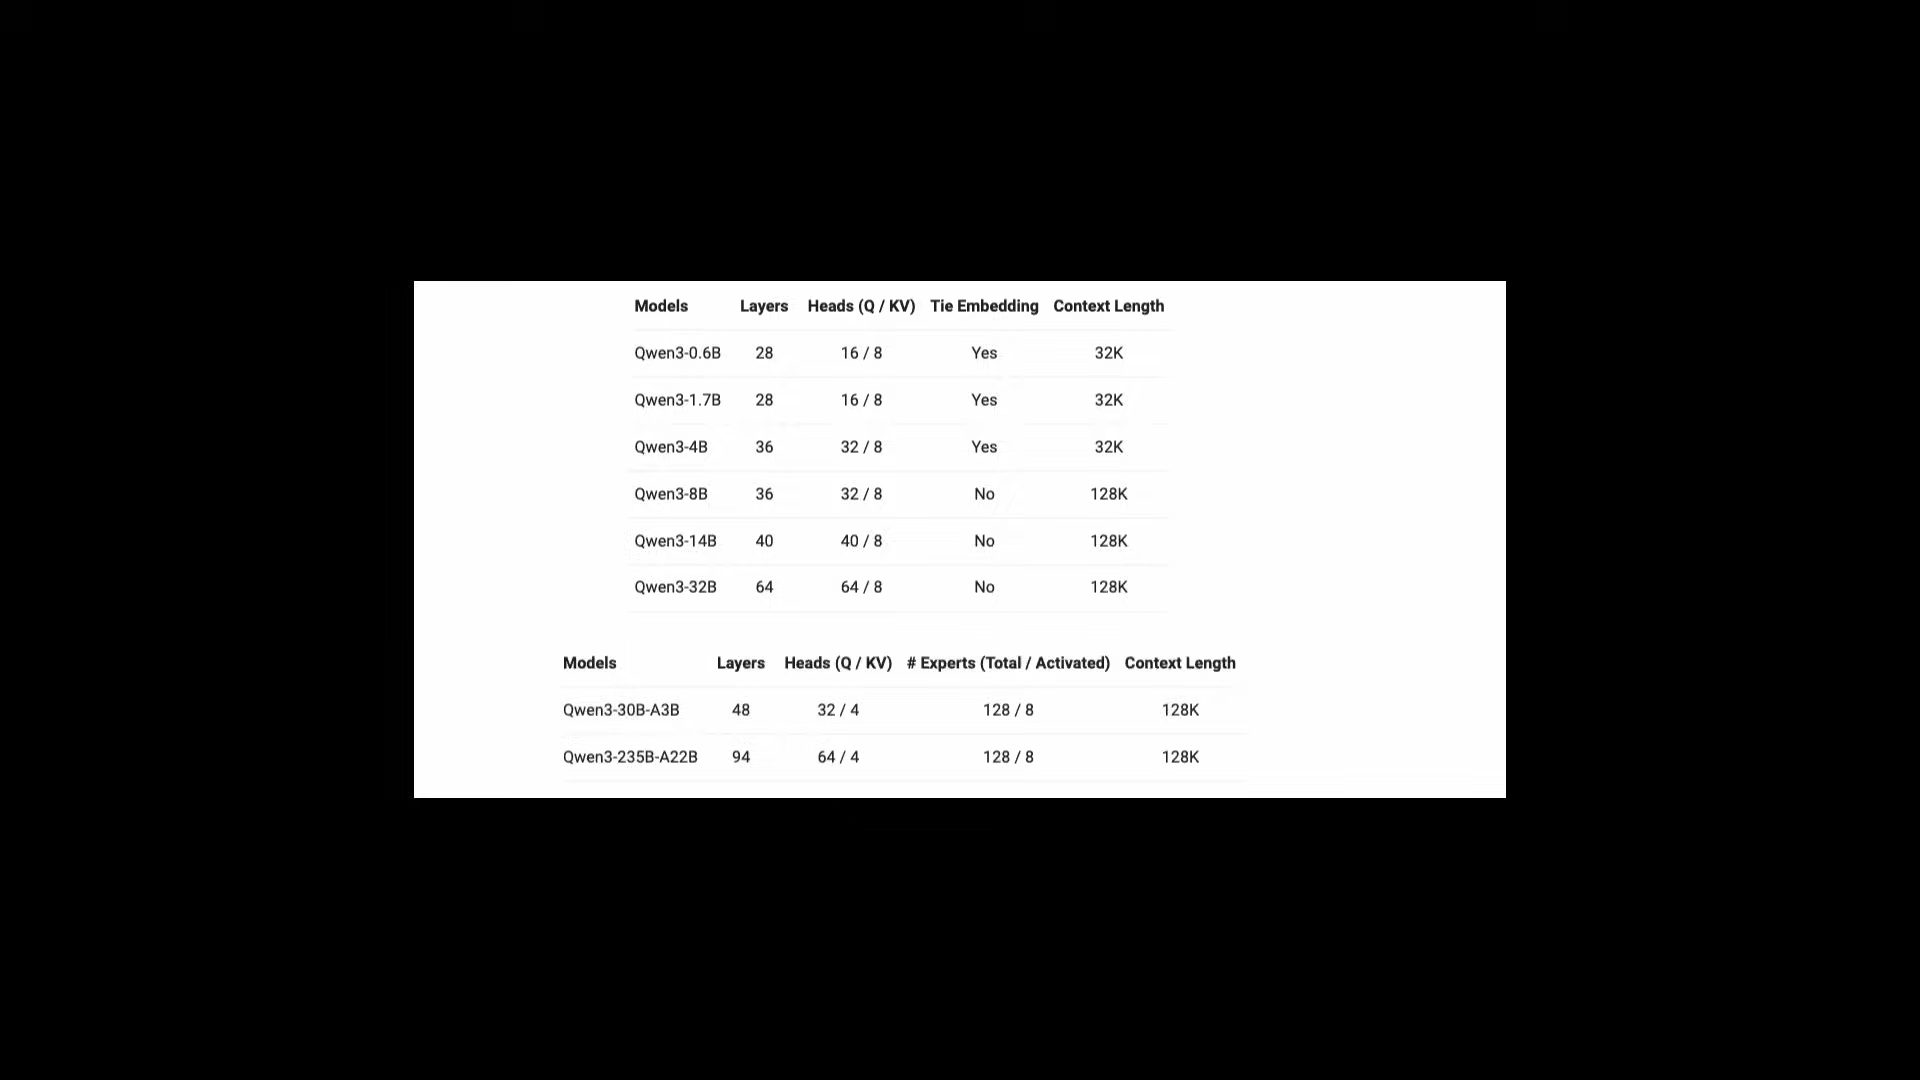 Models Layers Heads (Q / KV) Tie Embedding Context Length
Qwen3-0.6B 28 16 / 8 Yes 32K
Qwen3-1.7B 28 16 / 8 Yes 32K
Qwen3-4B 36 32 / 8 Yes 32K
Qwen3-8B 36 32 / 8 No 128K
Qwen3-14B 40 40 / 8 No 128K
Qwen3-32B 64 64 / 8 No 128K
Models Layers Heads (Q / KV) # Experts (Total / Activated) Context Length
Qwen3-30B-A3B 48 32 / 4 128 / 8 128K
Qwen3-235B-A22B 94 64 / 4 128 / 8 128K